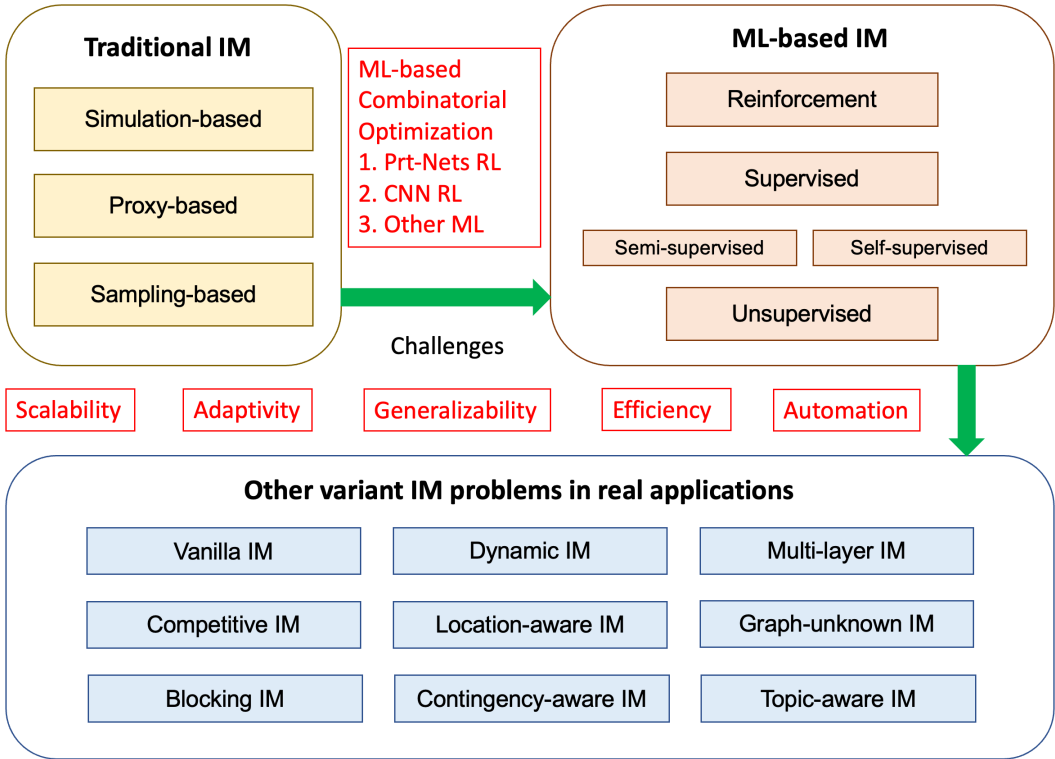 Traditional IM
Simulation-based
Proxy-based
Sampling-based
ML-based
Combinatorial
Optimization
1. Prt-Nets RL
2. CNN RL
3. Other ML
ML-based IM
Reinforcement
Supervised
Semi-supervised
Self-supervised
Unsupervised
Challenges
Scalability
Adaptivity
Generalizability
Efficiency
Automation
Other variant IM problems in real applications
Vanilla IM
Dynamic IM
Multi-layer IM
Competitive IM
Location-aware IM
Graph-unknown IM
Blocking IM
Contingency-aware IM
Topic-aware IM